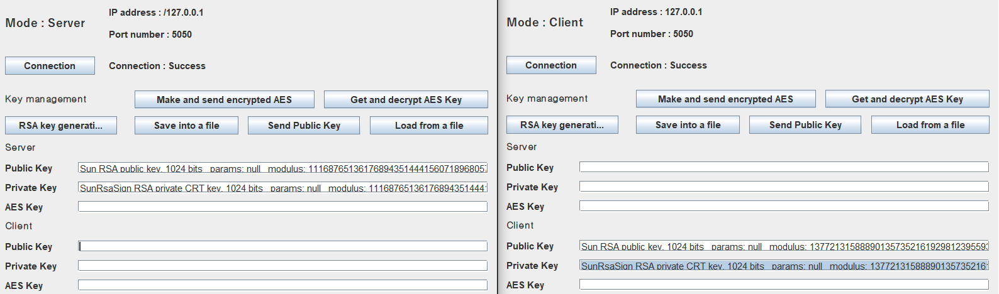 Mode : Server
IP address : /127.0.0.1
Port number : 5050
Connection
Connection : Success
Key management
Make and send encrypted AES
Get and decrypt AES Key
RSA key generati...
Save into a file
Send Public Key
Load from a file
Server
Public Key
Sun RSA public key, 1024 bits params: null modulus: 11168765136176894351444156071896805
Private Key
SunRsaSign RSA private CRT key, 1024 bits params: null modulus: 1116876513617689435144
AES Key
Client
Public Key
Private Key
AES Key
Mode : Client
IP address : 127.0.0.1
Port number : 5050
Connection
Connection : Success
Key management
Make and send encrypted AES
Get and decrypt AES Key
RSA key generati...
Save into a file
Send Public Key
Load from a file
Server
Public Key
Private Key
AES Key
Client
Public Key
Sun RSA public key, 1024 bits params: null modulus: 1377213158889013573521619298123955
Private Key
SunRsaSign RSA private CRT key, 1024 bits params: null modulus: 13772131588890135735216
AES Key